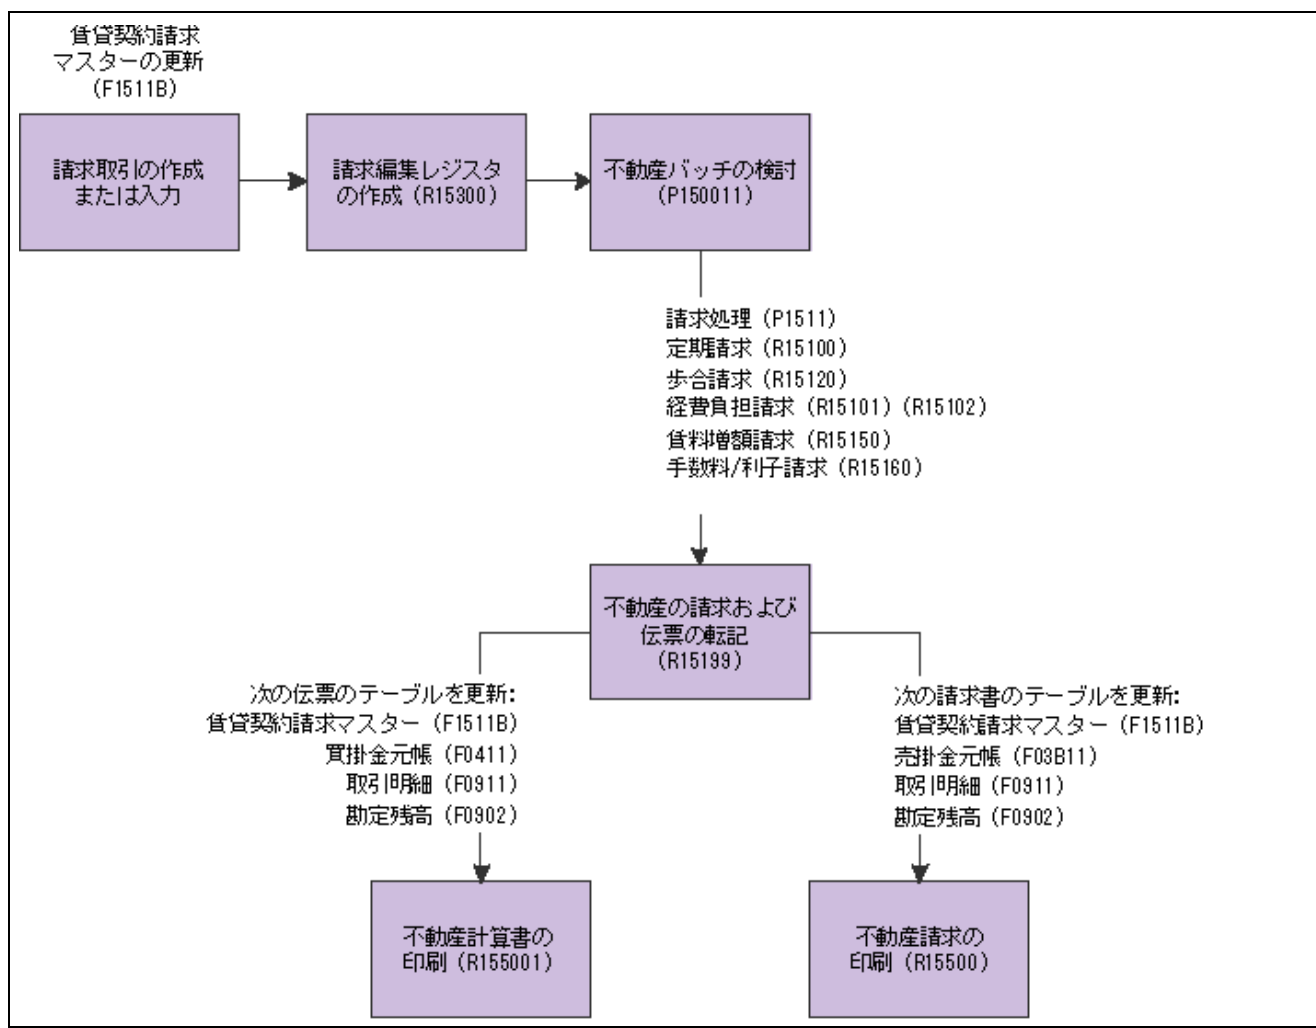 賃貸契約請求
マスターの更新
(F1511B)
請求取引の作成
または入力
請求編集レジスタ
の作成 (R15300)
不動産バッチの検討
(P150011)
請求処理 (P1511)
定期請求 (R15100)
歩合請求 (R15120)
経費負担請求 (R15101) (R15102)
賃料増額請求 (R15150)
手数料/利子請求 (R15160)
不動産の請求および
伝票の転記
(R15199)
次の伝票のテーブルを更新:
賃貸契約請求マスター (F1511B)
買掛金元帳 (F0411)
取引明細 (F0911)
勘定残高 (F0902)
次の請求書のテーブルを更新:
賃貸契約請求マスター (F1511B)
売掛金元帳 (F03B11)
取引明細 (F0911)
勘定残高 (F0902)
不動産計算書の
印刷 (R155001)
不動産請求の
印刷 (R15500)